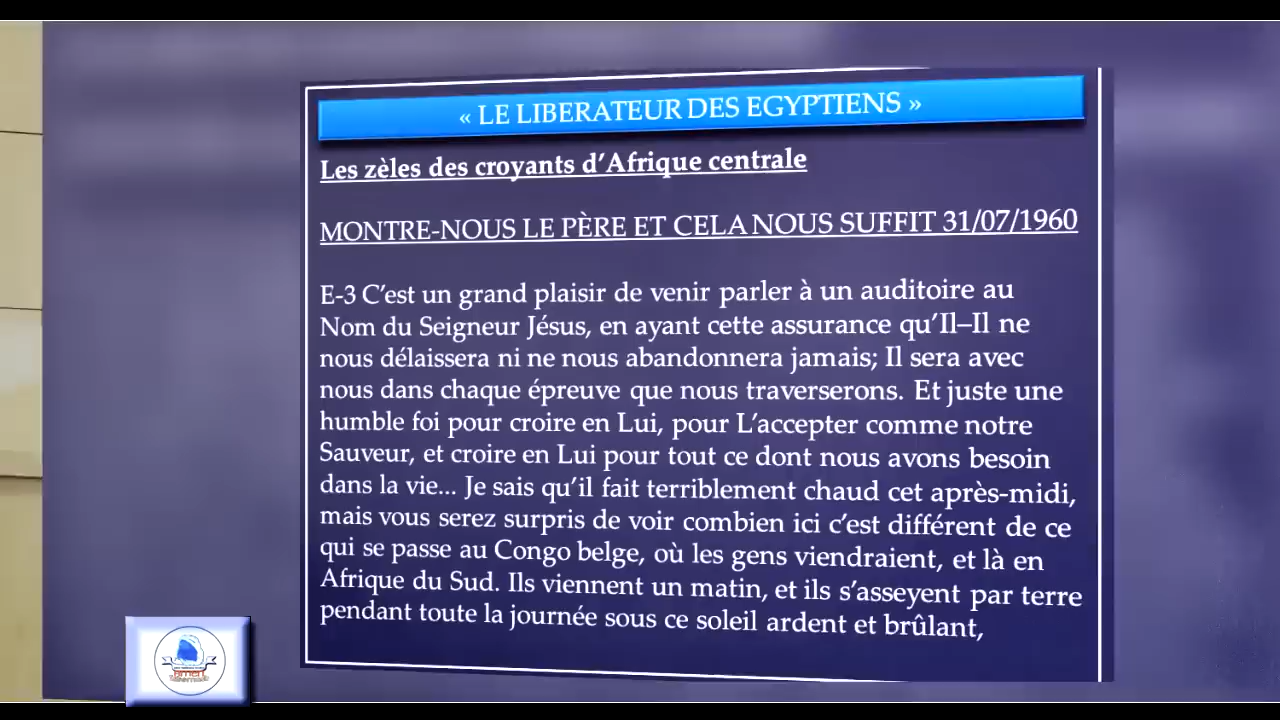 « LE LIBERATEUR DES EGYPTIENS »
Les zèles des croyants d’Afrique centrale
MONTRE-NOUS LE PÈRE ET CELA NOUS SUFFIT 31/07/1960
E-3 C’est un grand plaisir de venir parler à un auditoire au
Nom du Seigneur Jésus, en ayant cette assurance qu’Il–Il ne
nous délaissera ni ne nous abandonnera jamais; Il sera avec
nous dans chaque épreuve que nous traverserons. Et juste une
humble foi pour croire en Lui, pour L’accepter comme notre
Sauveur, et croire en Lui pour tout ce dont nous avons besoin
dans la vie... Je sais qu’il fait terriblement chaud cet après-midi,
mais vous serez surpris de voir combien ici c’est différent de ce
qui se passe au Congo belge, où les gens viendraient, et là en
Afrique du Sud. Ils viennent un matin, et ils s’asseyent par terre
pendant toute la journée sous ce soleil ardent et brûlant,